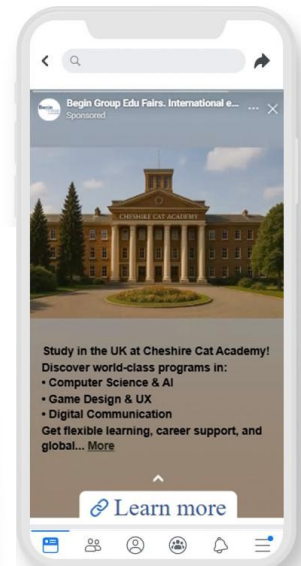 Begin Group Edu Fairs. International e...
Sponsored
CHESHIRE CAT ACADEMY
Study in the UK at Cheshire Cat Academy!
Discover world-class programs in:
• Computer Science & AI
• Game Design & UX
• Digital Communication
Get flexible learning, career support, and
global... More
Learn more